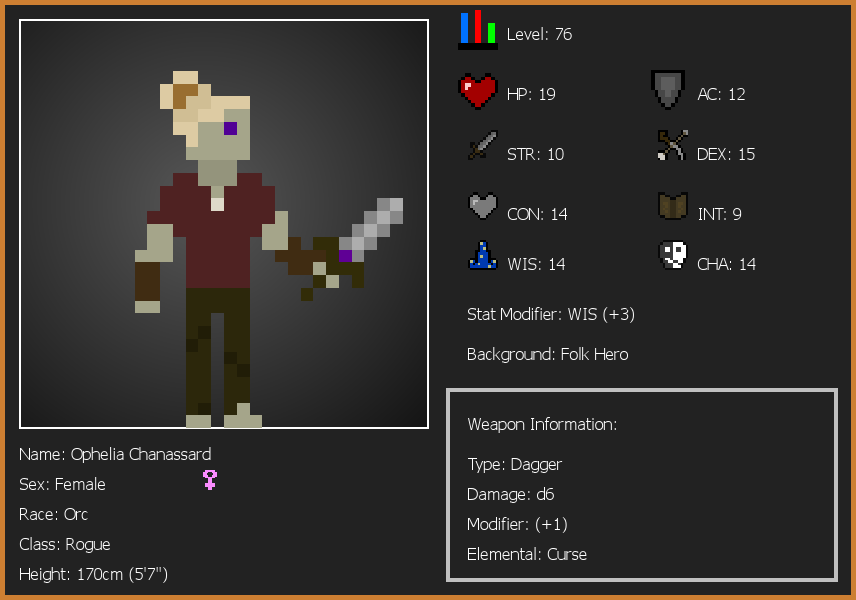 Level: 76
HP: 19
AC: 12
STR: 10
DEX: 15
CON: 14
INT: 9
WIS: 14
CHA: 14
Stat Modifier: WIS (+3)
Background: Folk Hero
Weapon Information:
Type: Dagger
Damage: d6
Modifier: (+1)
Elemental: Curse
Name: Ophelia Chanassard
Sex: Female
Race: Orc
Class: Rogue
Height: 170cm (5'7")